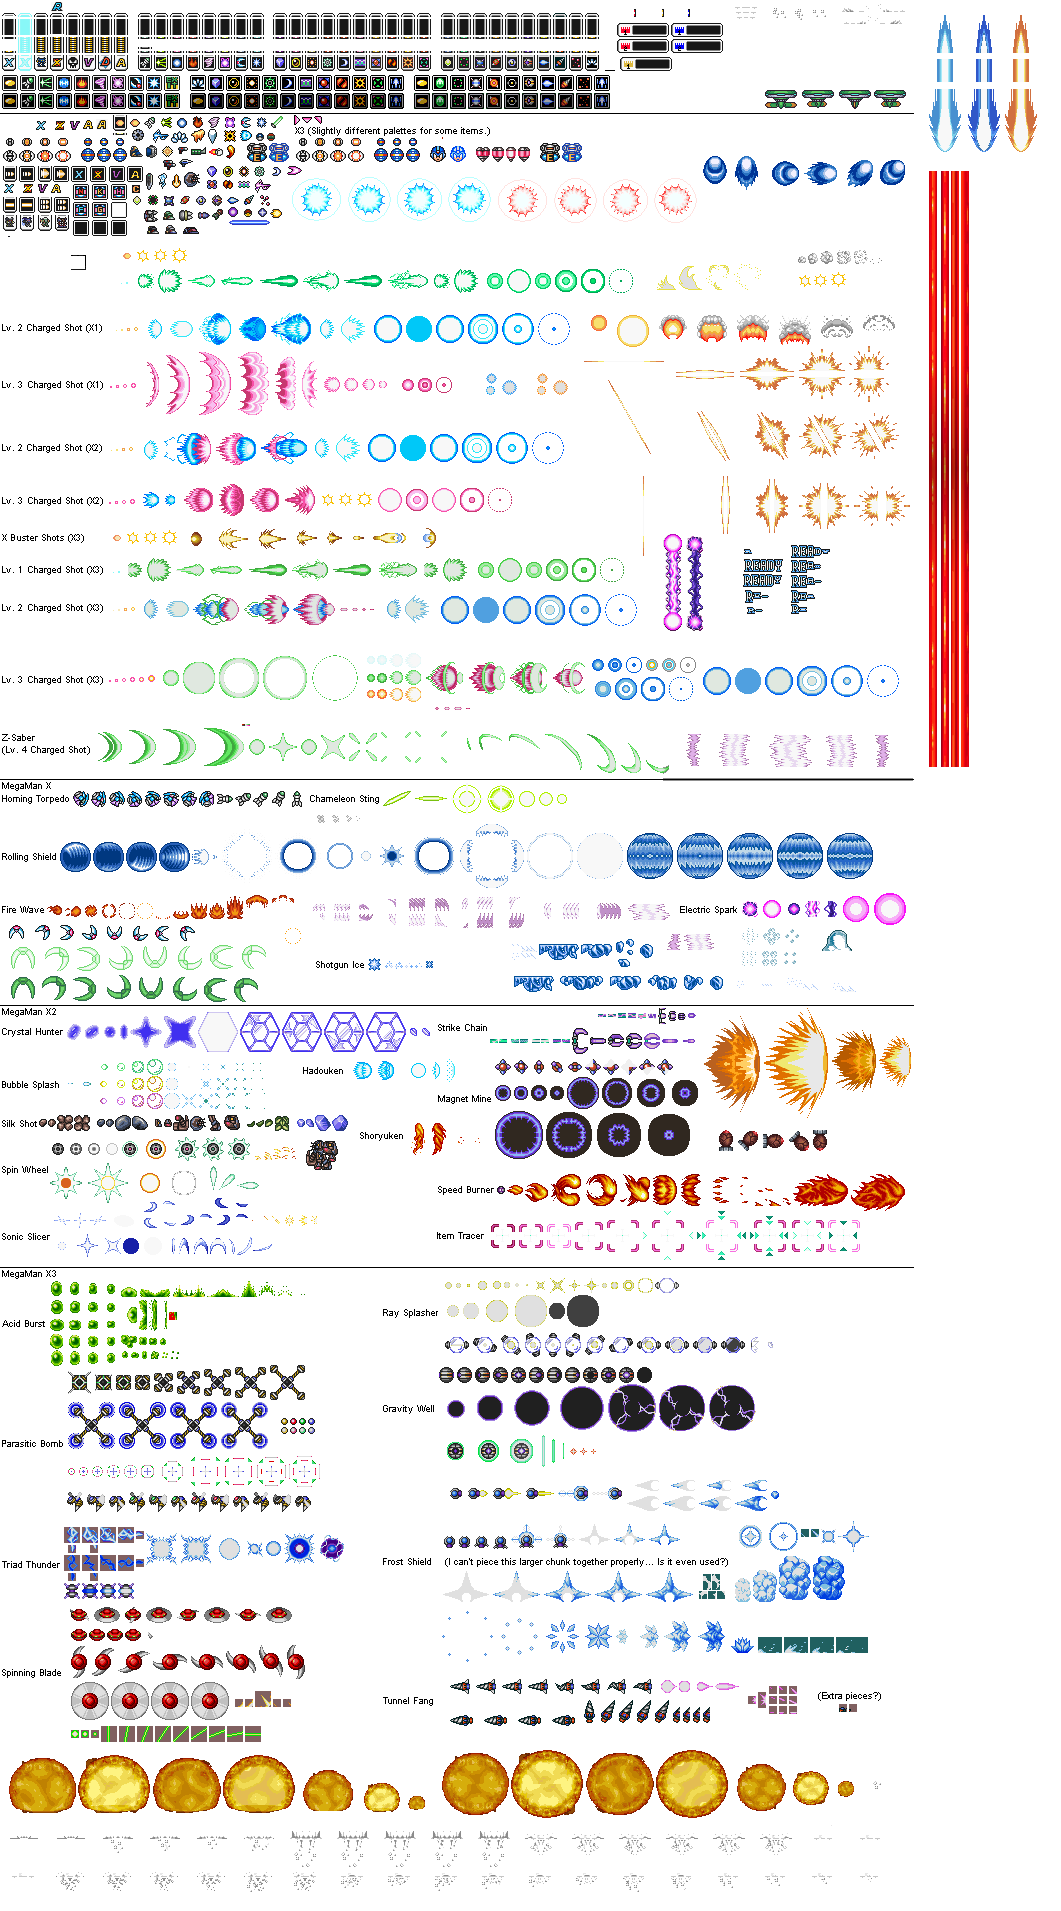 X3 (Slightly different palettes for some items.)
Lv. 2 Charged Shot (X1)
Lv. 3 Charged Shot (X1)
Lv. 2 Charged Shot (X2)
Lv. 3 Charged Shot (X2)
X Buster Shots (X3)
READY
READY
Lv. 1 Charged Shot (X3)
Lv. 2 Charged Shot (X3)
Lv. 3 Charged Shot (X3)
Z-Saber
(Lv. 4 Charged Shot)
MegaMan X
Homing Torpedo
Chameleon Sting
Rolling Shield
Fire Wave
Electric Spark
Shotgun Ice
MegaMan X2
Crystal Hunter
Strike Chain
Hadouken
Bubble Splash
Magnet Mine
Silk Shot
Shoryuken
Spin Wheel
Speed Burner
Sonic Slicer
Item Tracer
MegaMan X3
Ray Splasher
Acid Burst
Gravity Well
Parasitic Bomb
Triad Thunder
Frost Shield
(I can't piece this larger chunk together properly... Is it even used?)
Spinning Blade
Tunnel Fang
(Extra pieces?)